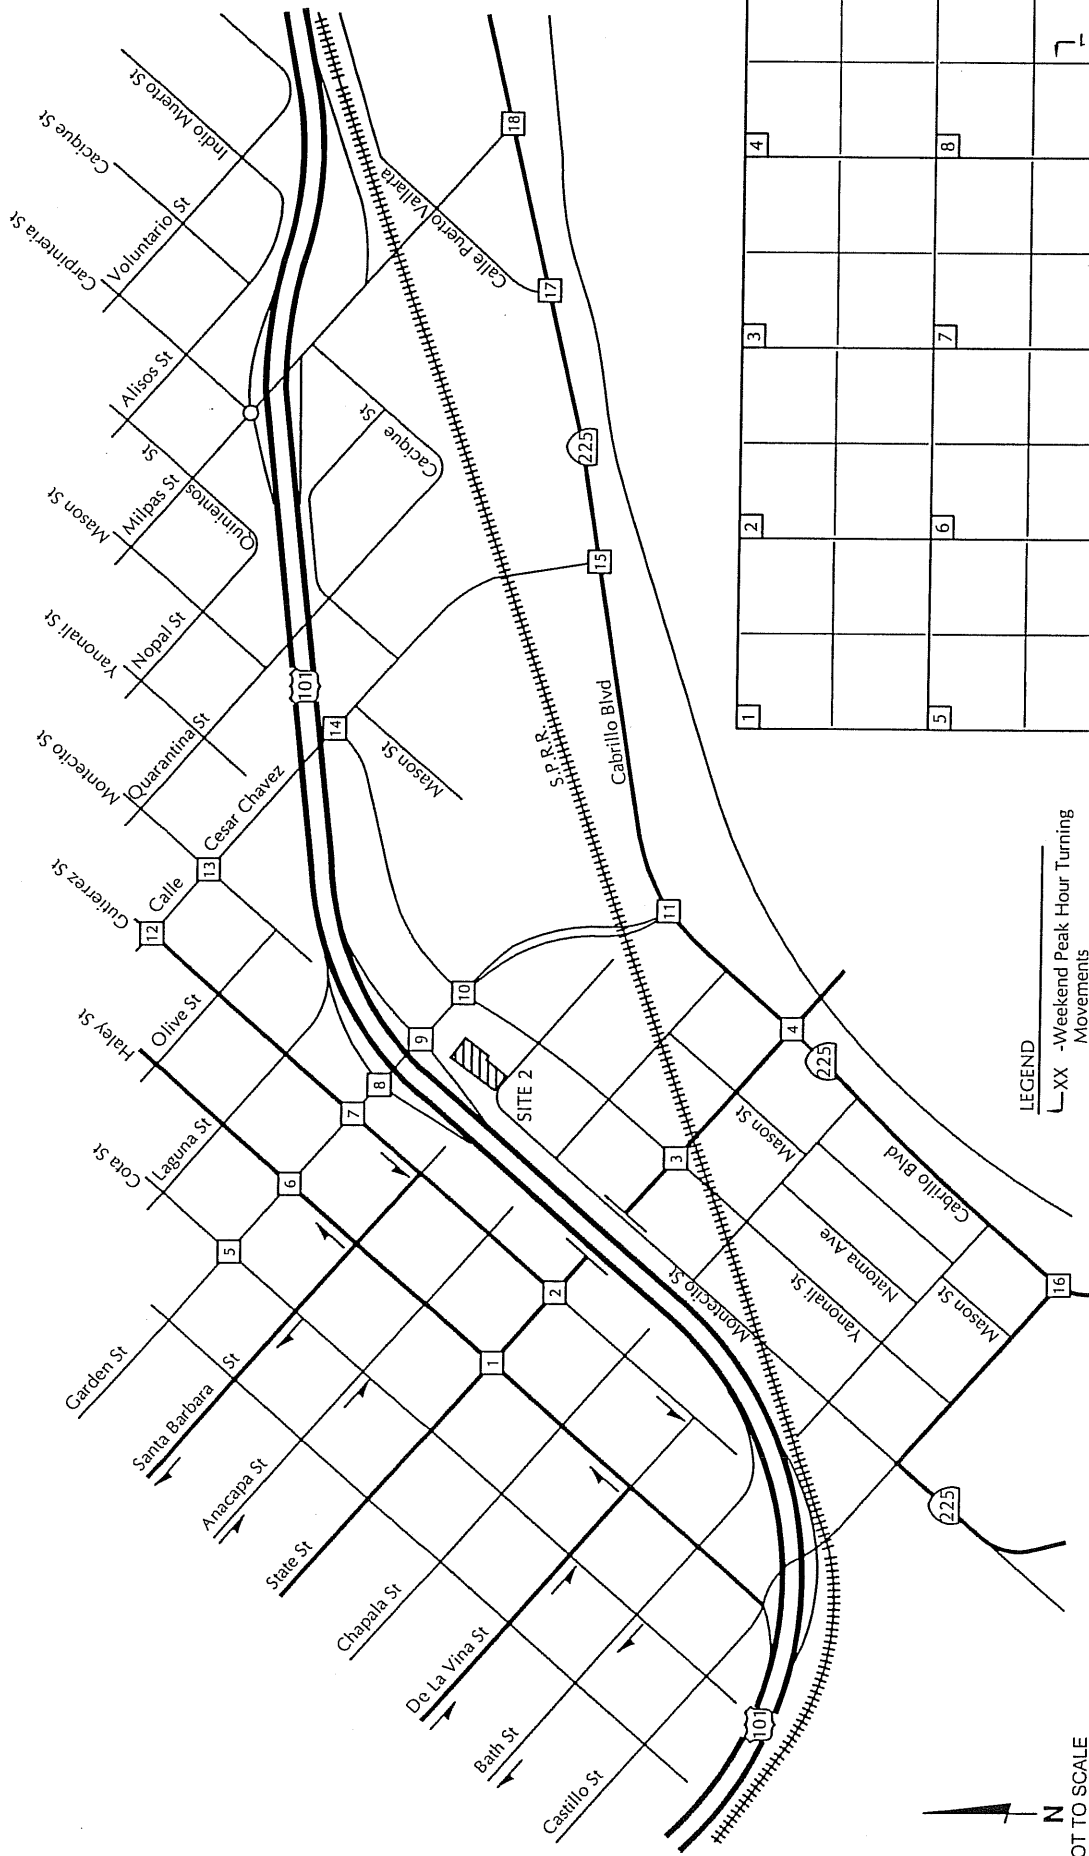 Indio Muerto St
Cacique St
Carpinteria St
Voluntario St
Alisos St
Quinientos St
Milpas St
Mason St
Yanonali St
Nopal St
Montecito St
Quarantina St
Gutierrez St
Calle Cesar Chavez
Haley St
Olive St
Cota St
Laguna St
Garden St
Santa Barbara St
Anacapa St
State St
Chapala St
De La Vina St
Bath St
Castillo St
Calle Puerto Vallarta
Cacique St
Mason St
S.P.R.R.
Cabrillo Blvd
SITE 2
Montecito St
Yanonali St
Natoma Ave
Mason St
Mason St
Cabrillo Blvd
101
101
225
225
225
1
2
3
4
5
6
7
8
9
10
11
12
13
14
15
16
17
18
1
2
3
4
5
6
7
8
LEGEND
XX -Weekend Peak Hour Turning
Movements
N
OT TO SCALE